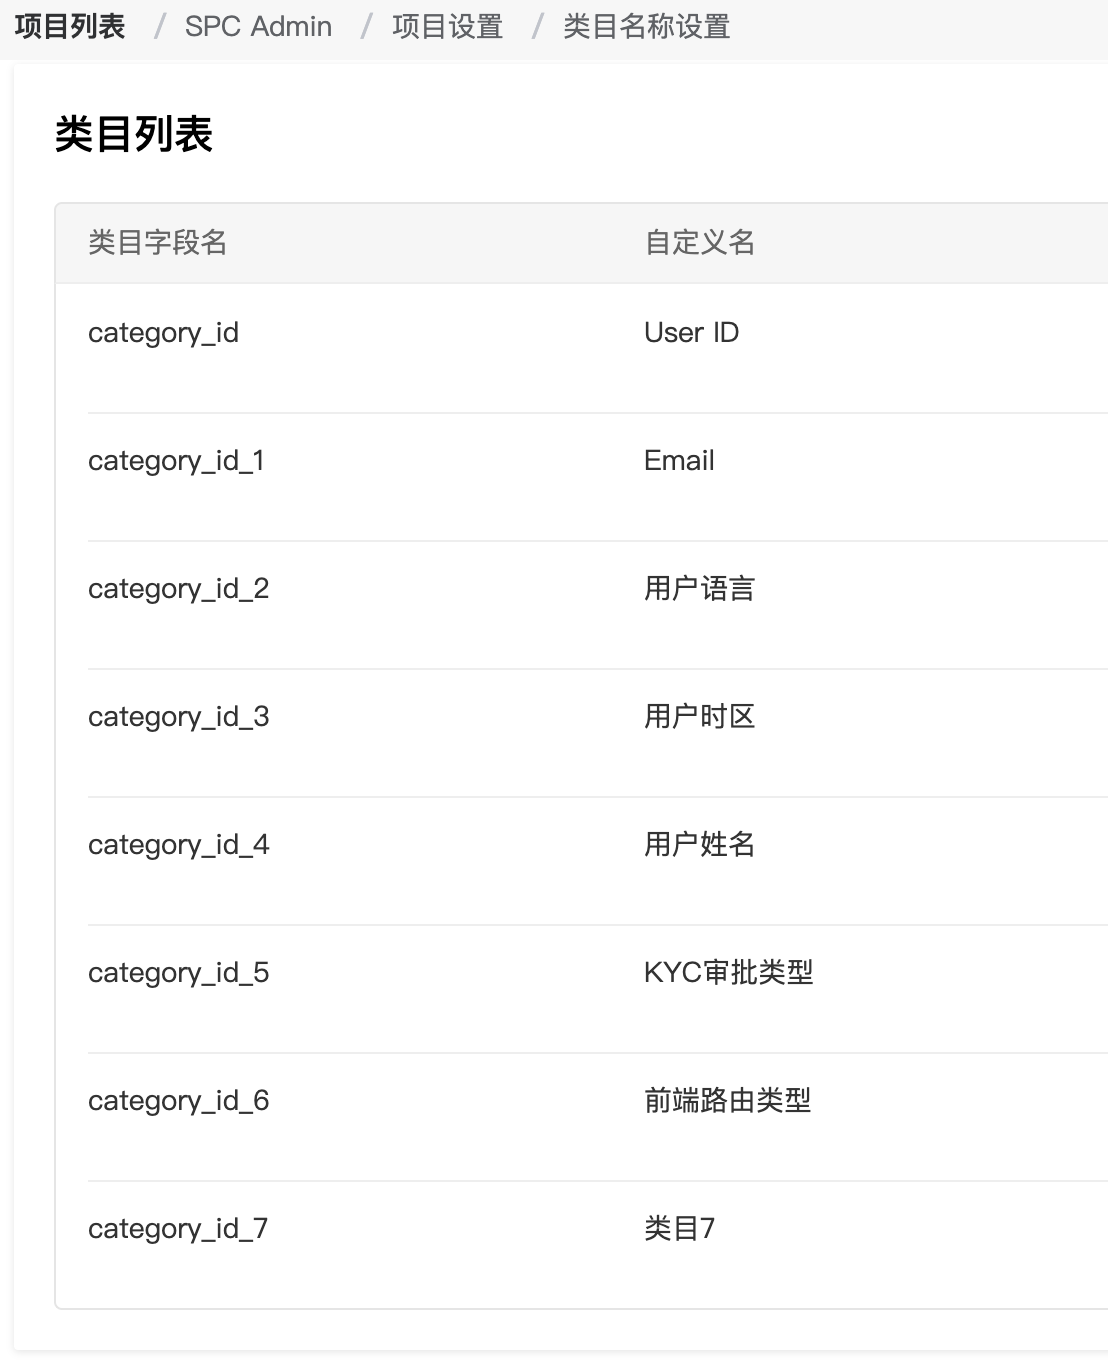 项目列表 / SPC Admin / 项目设置 / 类目名称设置
类目列表
类目字段名 自定义名
category_id User ID
category_id_1 Email
category_id_2 用户语言
category_id_3 用户时区
category_id_4 用户姓名
category_id_5 KYC审批类型
category_id_6 前端路由类型
category_id_7 类目7